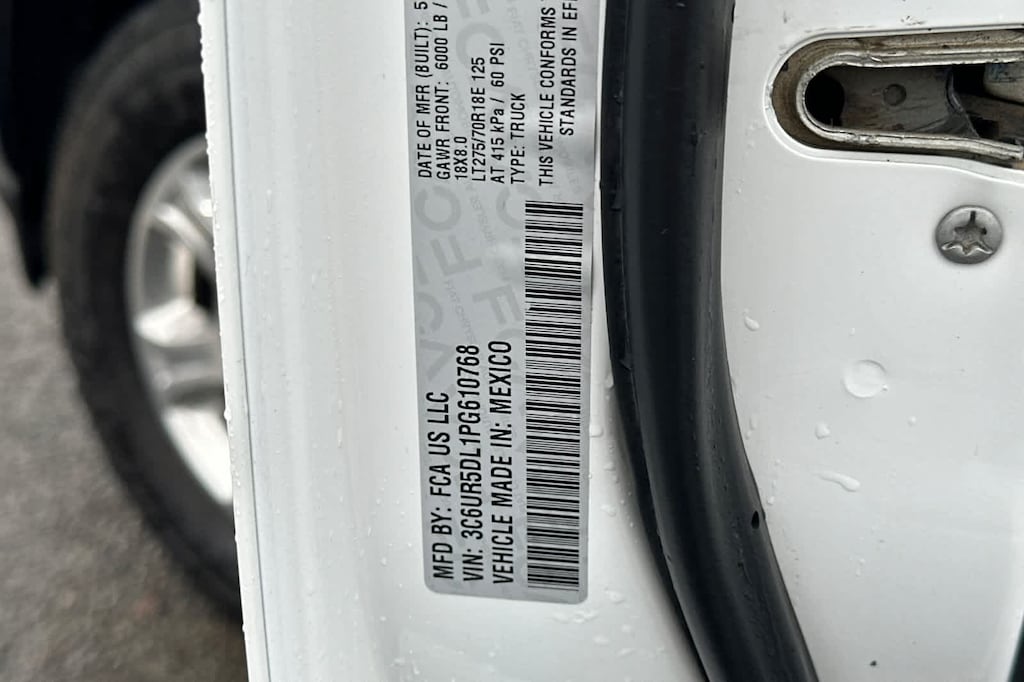 MFD BY: FCA US LLC
VIN: 3C6UR5DL1PG610768
VEHICLE MADE IN: MEXICO
DATE OF MFR (BUILT): 5
GAWR FRONT: 6000 LB /
18X8.0
LT275/70R18E 125
AT 415 kPa / 60 PSI
TYPE: TRUCK
THIS VEHICLE CONFORMS
STANDARDS IN EF